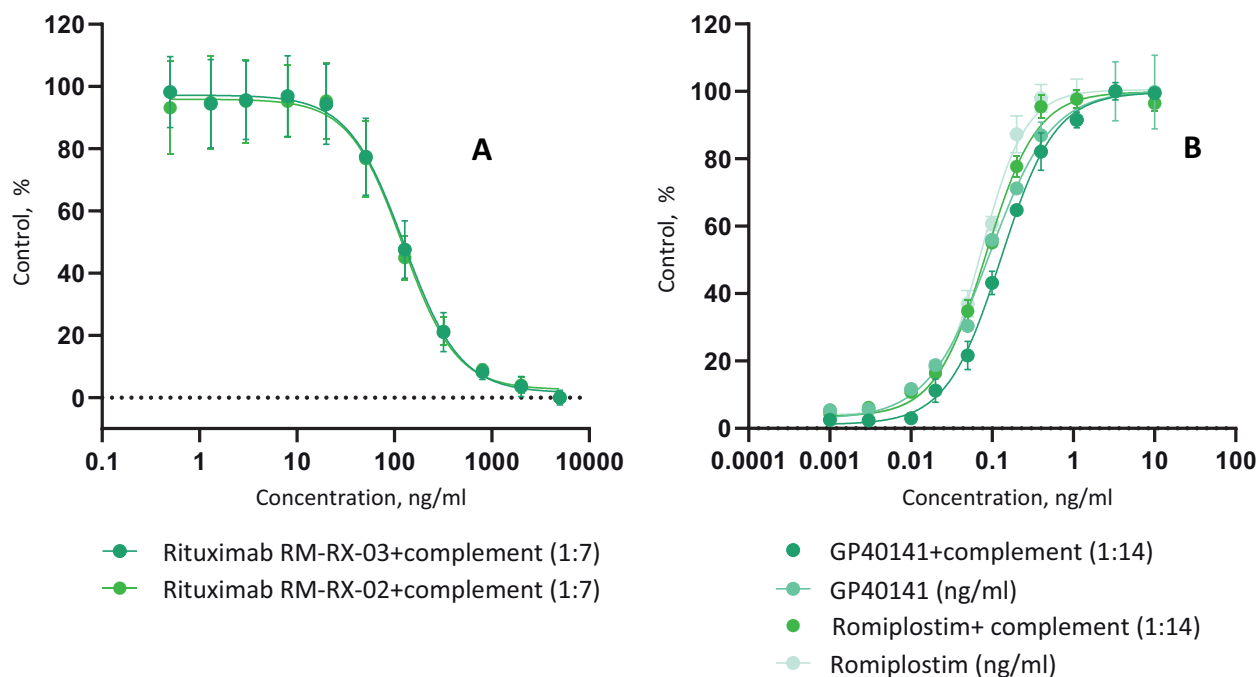 120
100
80
60
40
20
0
Control, %
A
0.1
1
10
100
1000
10000
Concentration, ng/ml
Rituximab RM-RX-03+complement (1:7)
Rituximab RM-RX-02+complement (1:7)
120
100
80
60
40
20
0
Control, %
B
0.0001
0.001
0.01
0.1
1
10
100
Concentration, ng/ml
GP40141+complement (1:14)
GP40141 (ng/ml)
Romiplostim+ complement (1:14)
Romiplostim (ng/ml)